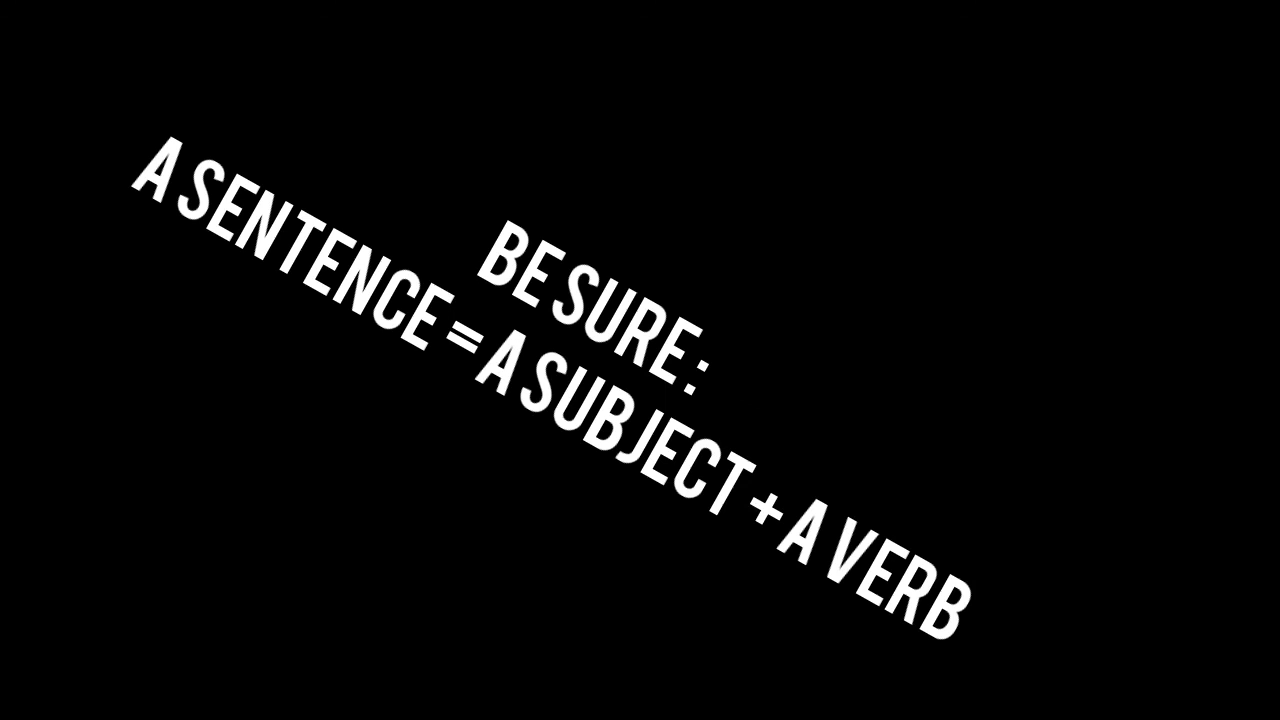 BE SURE:
A SENTENCE = A SUBJECT + A VERB